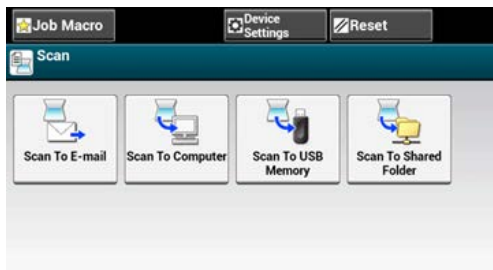 Job Macro
Device
Settings
Reset
Scan
Scan To E-mail
Scan To Computer
Scan To USB
Memory
Scan To Shared
Folder